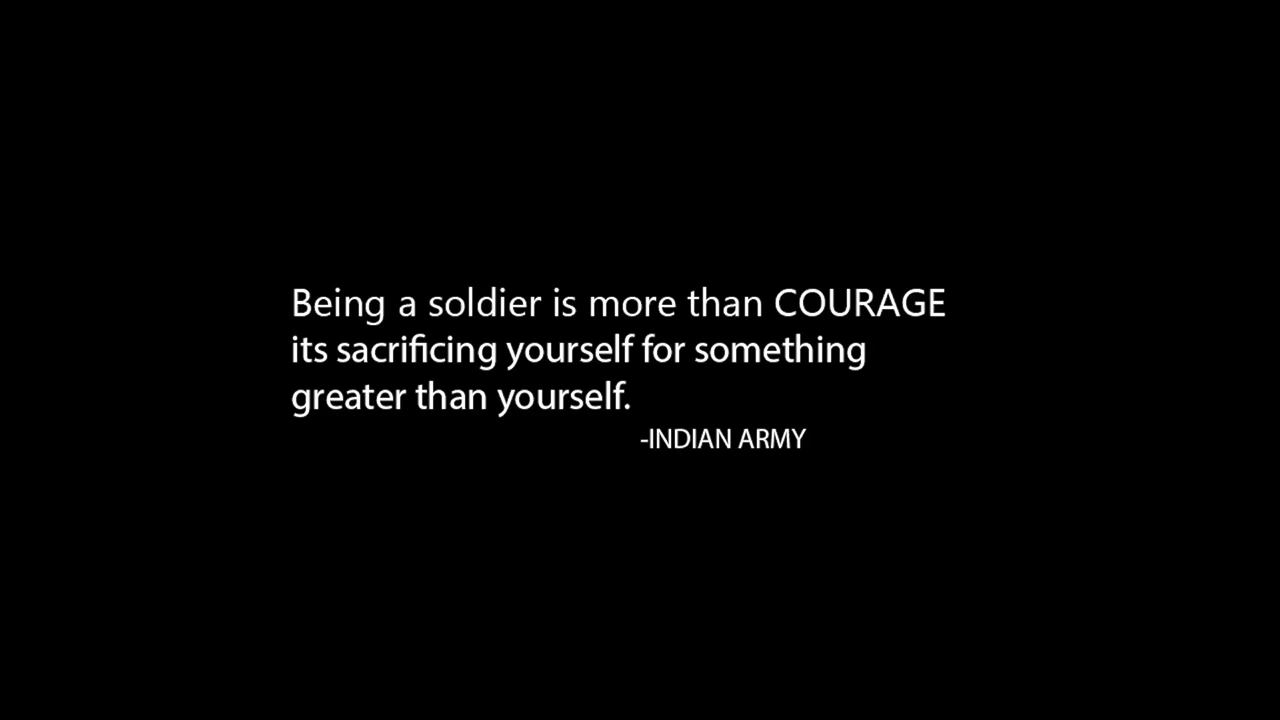 Being a soldier is more than COURAGE
its sacrificing yourself for something
greater than yourself.
-INDIAN ARMY